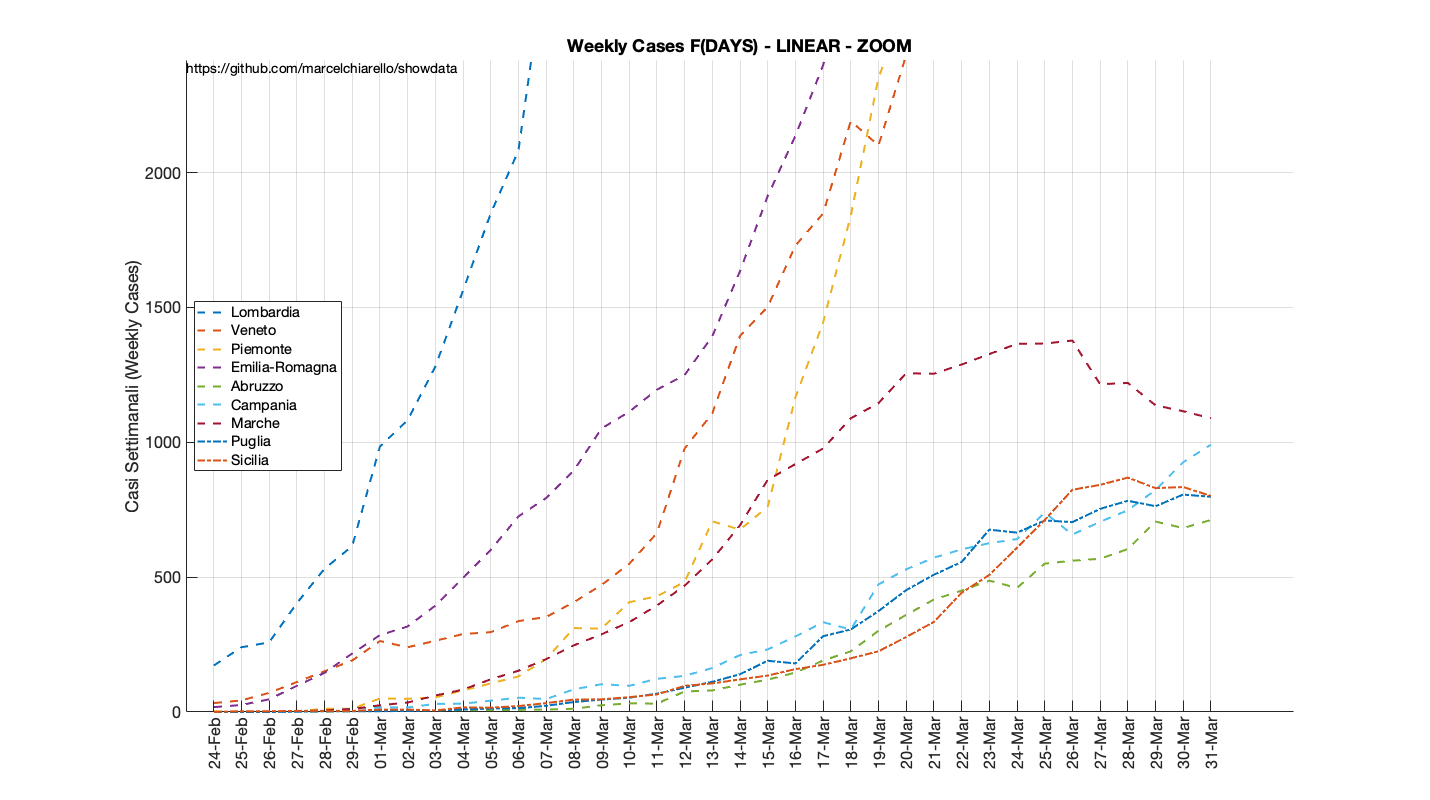 Weekly Cases F(DAYS) - LINEAR - ZOOM
https://github.com/marcelchiarello/showdata
Casi Settimanali (Weekly Cases)
2000
1500
1000
500
0
Lombardia
Veneto
Piemonte
Emilia-Romagna
Abruzzo
Campania
Marche
Puglia
Sicilia
24-Feb
25-Feb
26-Feb
27-Feb
28-Feb
29-Feb
01-Mar
02-Mar
03-Mar
04-Mar
05-Mar
06-Mar
07-Mar
08-Mar
09-Mar
10-Mar
11-Mar
12-Mar
13-Mar
14-Mar
15-Mar
16-Mar
17-Mar
18-Mar
19-Mar
20-Mar
21-Mar
22-Mar
23-Mar
24-Mar
25-Mar
26-Mar
27-Mar
28-Mar
29-Mar
30-Mar
31-Mar